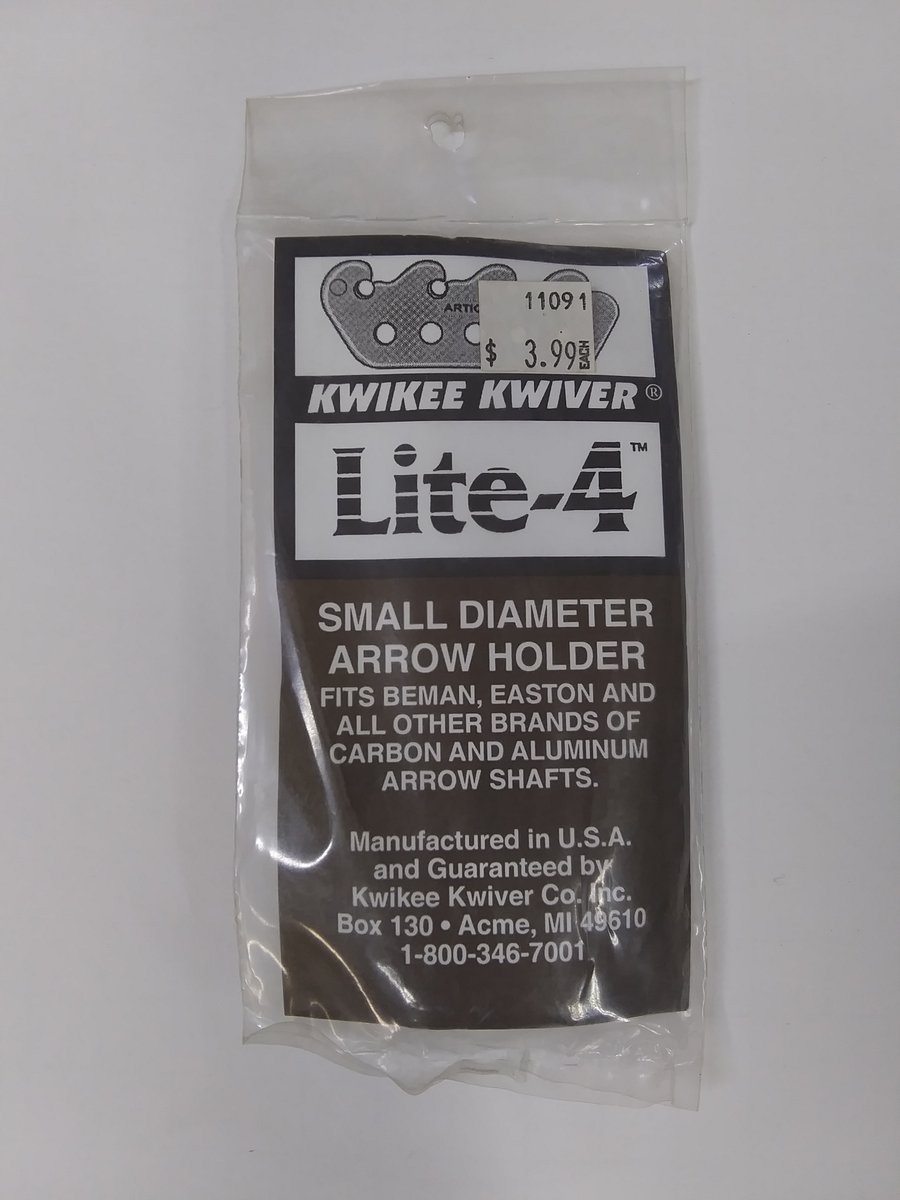 11091
$ 3.99 EACH
KWIKEE KWIVER®
Lite-4™
SMALL DIAMETER
ARROW HOLDER
FITS BEMAN, EASTON AND
ALL OTHER BRANDS OF
CARBON AND ALUMINUM
ARROW SHAFTS.
Manufactured in U.S.A.
and Guaranteed by
Kwikee Kwiver Co. Inc.
Box 130 • Acme, MI 49610
1-800-346-7001